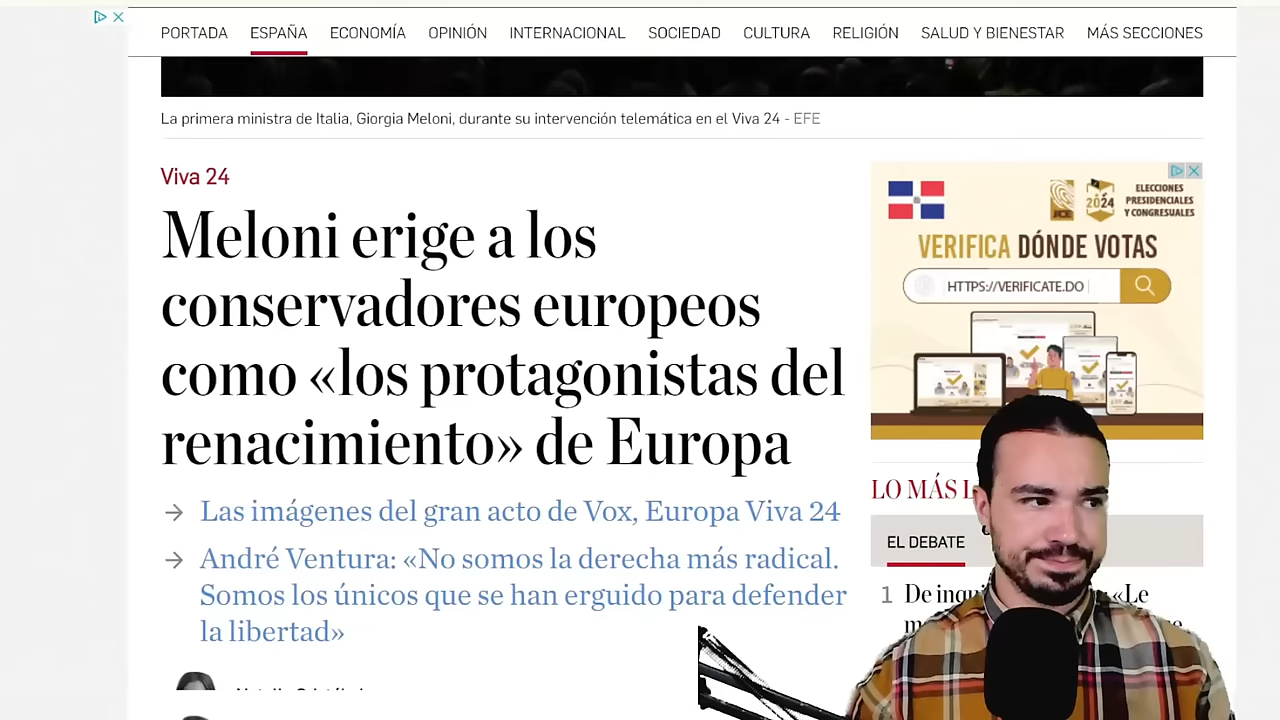 PORTADA ESPAÑA ECONOMÍA OPINIÓN INTERNACIONAL SOCIEDAD CULTURA RELIGIÓN SALUD Y BIENESTAR MÁS SECCIONES
La primera ministra de Italia, Giorgia Meloni, durante su intervención telemática en el Viva 24 - EFE
Viva 24
Meloni erige a los
conservadores europeos
como «los protagonistas del
renacimiento» de Europa
→ Las imágenes del gran acto de Vox, Europa Viva 24
→ André Ventura: «No somos la derecha más radical.
Somos los únicos que se han erguido para defender
la libertad»
JCE
2024
ELECCIONES
PRESIDENCIALES
Y CONGRESUALES
VERIFICA DÓNDE VOTAS
HTTPS://VERIFICATE.DO
LO MÁS
EL DEBATE
1 De «Le